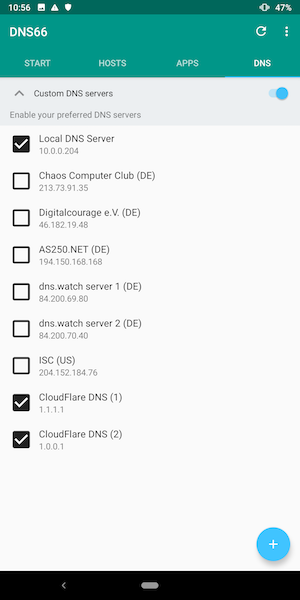 10:56
47%
DNS66
START
HOSTS
APPS
DNS
Custom DNS servers
Enable your preferred DNS servers
Local DNS Server
10.0.0.204
Chaos Computer Club (DE)
213.73.91.35
Digitalcourage e.V. (DE)
46.182.19.48
AS250.NET (DE)
194.150.168.168
dns.watch server 1 (DE)
84.200.69.80
dns.watch server 2 (DE)
84.200.70.40
ISC (US)
204.152.184.76
CloudFlare DNS (1)
1.1.1.1
CloudFlare DNS (2)
1.0.0.1